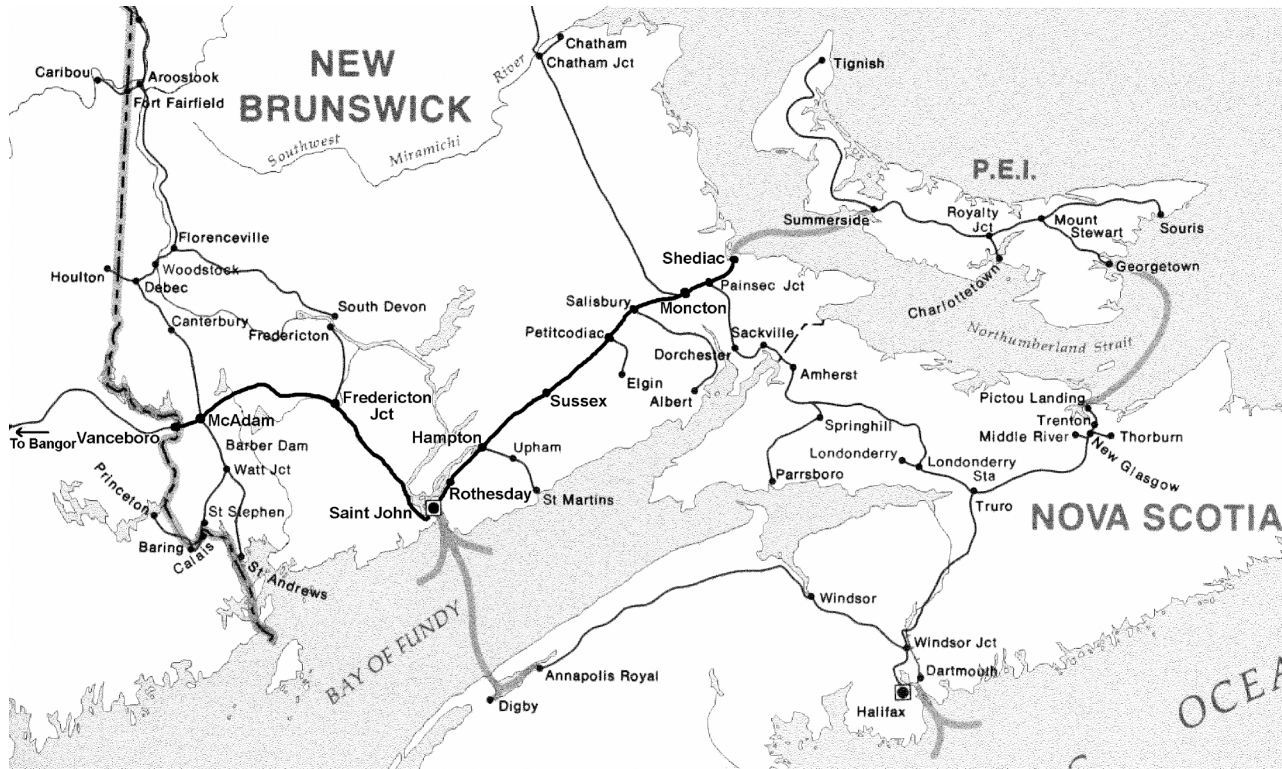 Chatham
Chatham Jct
River
NEW
BRUNSWICK
Caribou
Aroostook
Fort Fairfield
Southwest
Miramichi
Tignish
P.E.I.
Summerside
Royalty
Jct
Mount
Stewart
Souris
Georgetown
Charlottetown
Northumberland Strait
Florenceville
Woodstock
Houlton
Debec
Canterbury
South Devon
Fredericton
Shediac
Painsec Jct
Salisbury
Moncton
Petitcodiac
Sackville
Dorchester
Amherst
Elgin
Albert
Sussex
Fredericton
Jct
McAdam
Vanceboro
To Bangor
Barber Dam
Watt Jct
Princeton
St Stephen
Baring
Calais
St Andrews
Hampton
Upham
Rothesday
St Martins
Saint John
Springhill
Londonderry
Londonderry
Sta
Parrsboro
Truro
Pictou Landing
Trenton
Middle River
Thorburn
New Glasgow
NOVA SCOTIA
BAY OF FUNDY
Windsor
Windsor Jct
Dartmouth
Halifax
Annapolis Royal
Digby